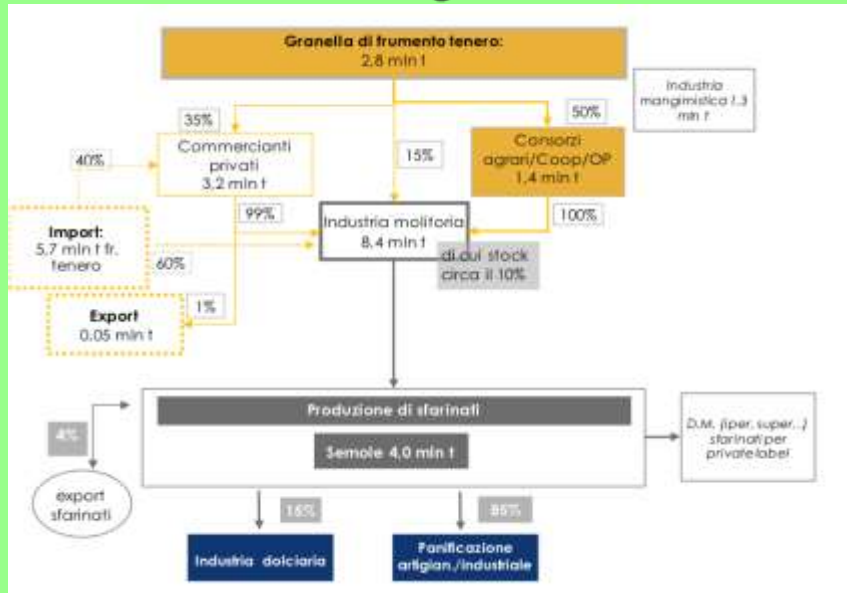 Granella di frumento tenero:
2,8 mln t
Industria
mangimistica 1.3
mln t
35%
50%
Commercianti
privati
3,2 mln t
15%
Consorzi
agrari/Coop/OP
1,4 mln t
40%
99%
100%
Import:
5,7 mln t fr.
tenero
60%
Industria molitoria
8,4 mln t
di cui stock
circa il 10%
1%
Export
0,05 mln t
Produzione di sfarinati
Semole 4,0 mln t
4%
D.M. (iper, super..)
sfarinati per
private label
export
sfarinati
15%
85%
Industria dolciaria
Panificazione
artigian./industriale